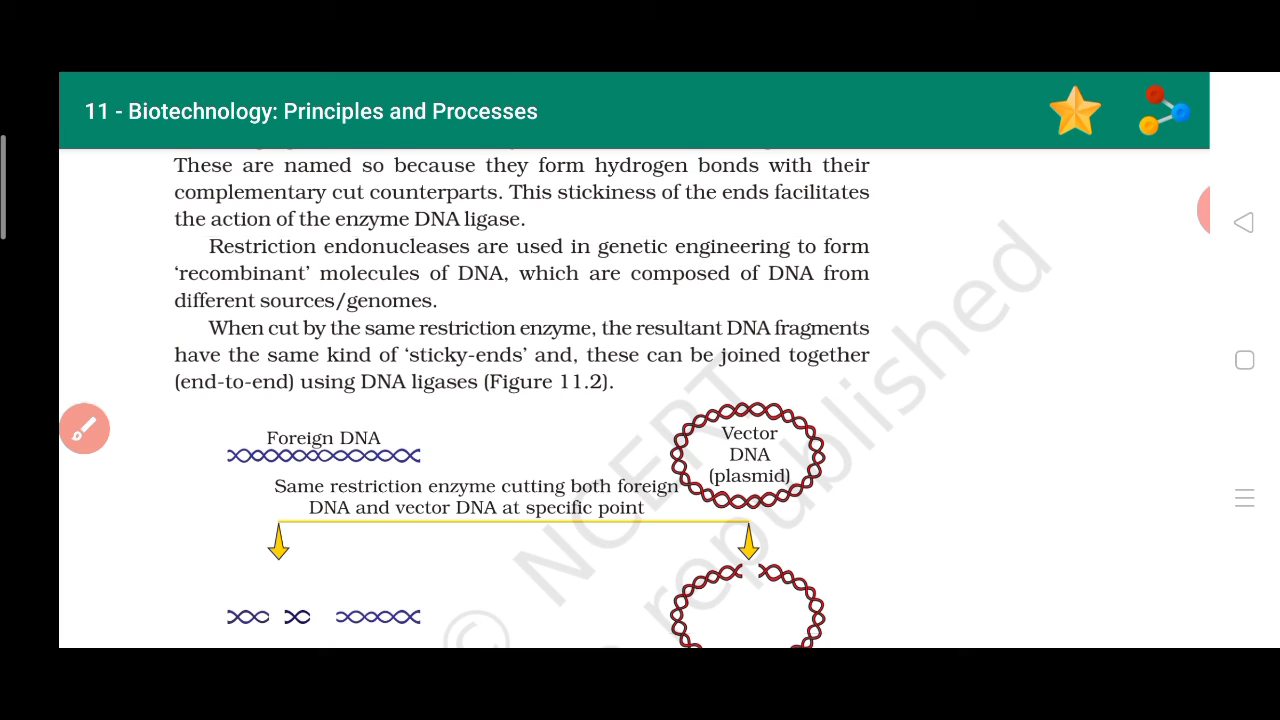 11 - Biotechnology: Principles and Processes
These are named so because they form hydrogen bonds with their
complementary cut counterparts. This stickiness of the ends facilitates
the action of the enzyme DNA ligase.
Restriction endonucleases are used in genetic engineering to form
‘recombinant’ molecules of DNA, which are composed of DNA from
different sources/genomes.
When cut by the same restriction enzyme, the resultant DNA fragments
have the same kind of ‘sticky-ends’ and, these can be joined together
(end-to-end) using DNA ligases (Figure 11.2).
Foreign DNA
Vector
DNA
(plasmid)
Same restriction enzyme cutting both foreign
DNA and vector DNA at specific point
© NCERT
republished